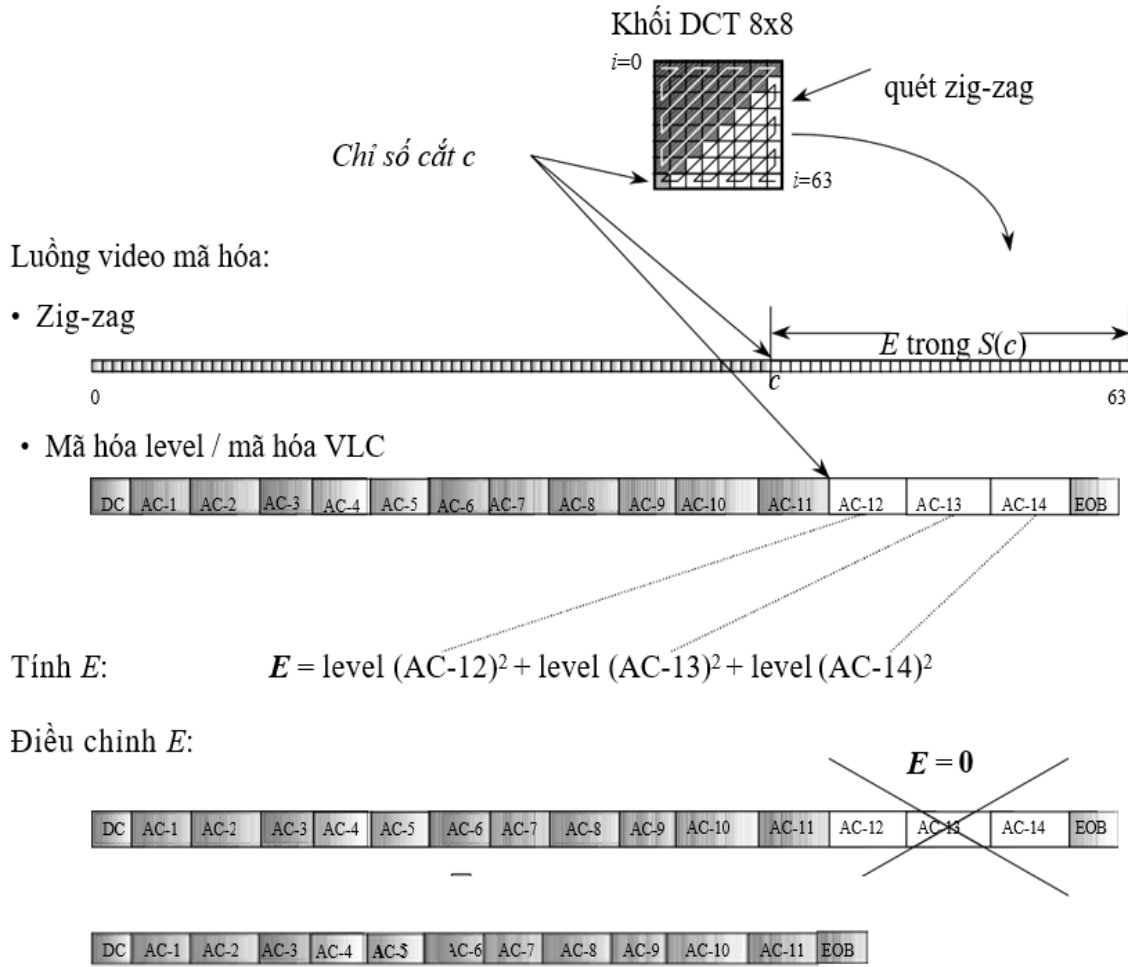 Khối DCT 8x8
i=0
quét zig-zag
Chỉ số cắt c
i=63
Luồng video mã hóa:
• Zig-zag
E trong S(c)
c
0
63
• Mã hóa level / mã hóa VLC
DC AC-1 AC-2 AC-3 AC-4 AC-5 AC-6 AC-7 AC-8 AC-9 AC-10 AC-11 AC-12 AC-13 AC-14 EOB
Tính E: E = level (AC-12)² + level (AC-13)² + level (AC-14)²
Điều chỉnh E:
E = 0
DC AC-1 AC-2 AC-3 AC-4 AC-5 AC-6 AC-7 AC-8 AC-9 AC-10 AC-11 AC-12 AC-13 AC-14 EOB
DC AC-1 AC-2 AC-3 AC-4 AC-5 AC-6 AC-7 AC-8 AC-9 AC-10 AC-11 EOB